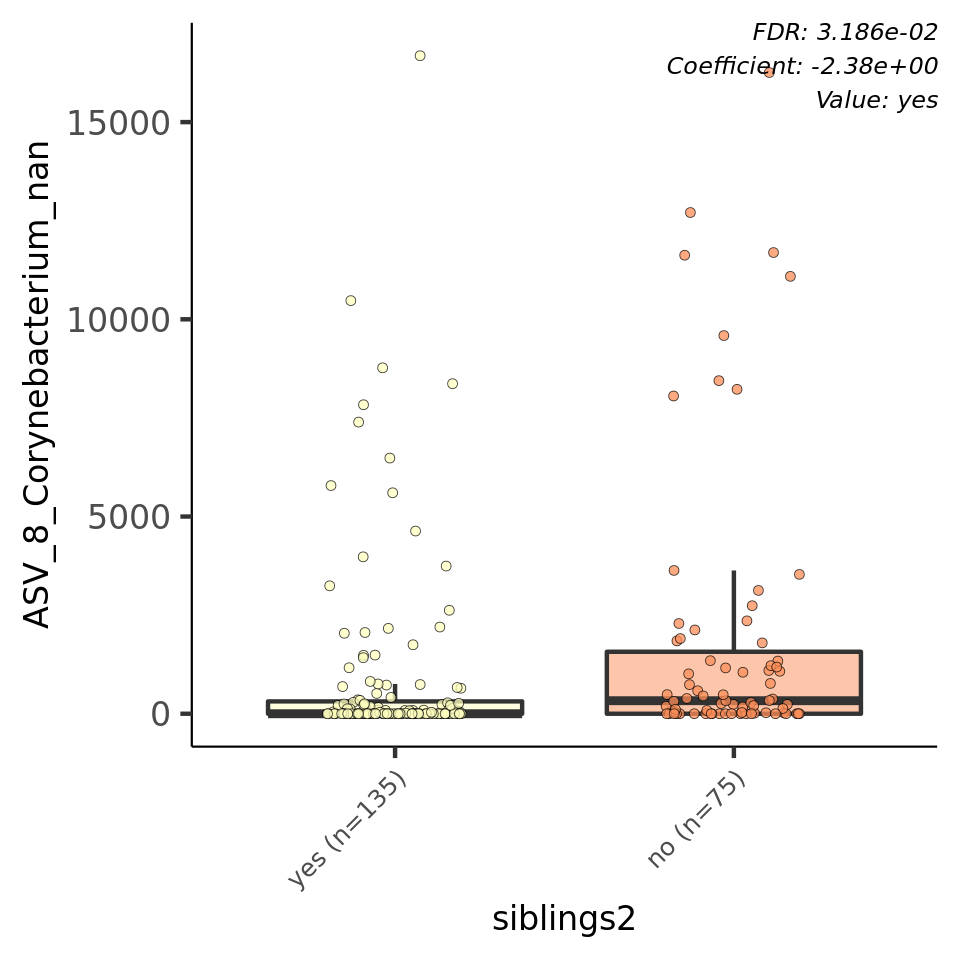 FDR: 3.186e-02
Coefficient: -2.38e+00
Value: yes
ASV_8_Corynebacterium_nan
15000
10000
5000
0
yes (n=135)
no (n=75)
siblings2